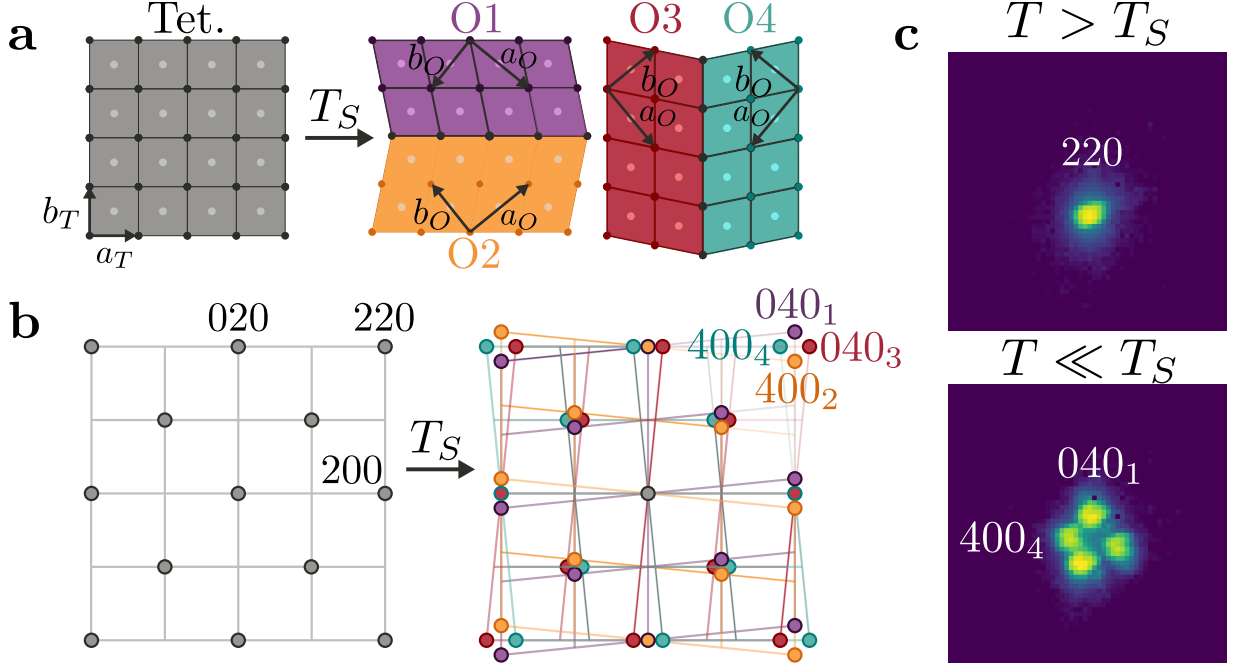 a
Tet.
b_T
a_T
T_S
O1
b_O
a_O
b_O
a_O
O2
O3
O4
b_O
a_O
b_O
a_O
b
020
220
200
T_S
040_1
400_4
040_3
400_2
c
T > T_S
220
T ≪ T_S
040_1
400_4